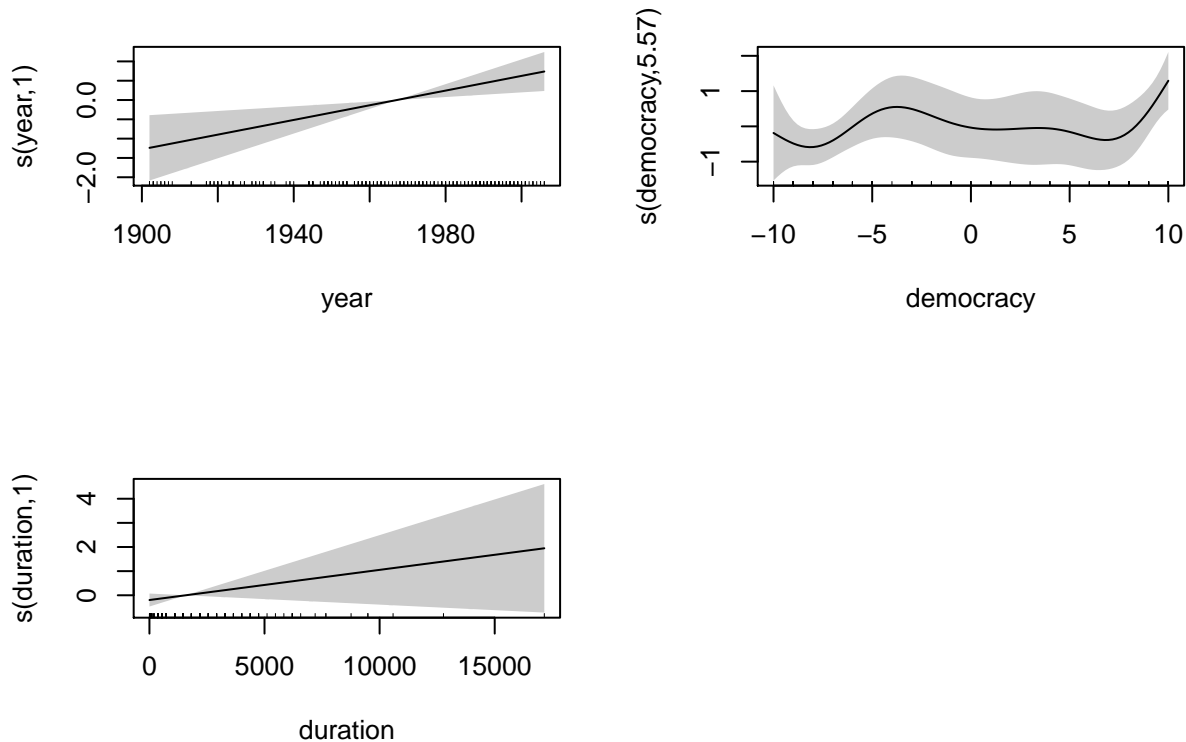 s(year,1)
0.0
−2.0
1900 1940 1980
year
s(democracy,5.57)
1
−1
−10 −5 0 5 10
democracy
s(duration,1)
4
2
0
0 5000 10000 15000
duration